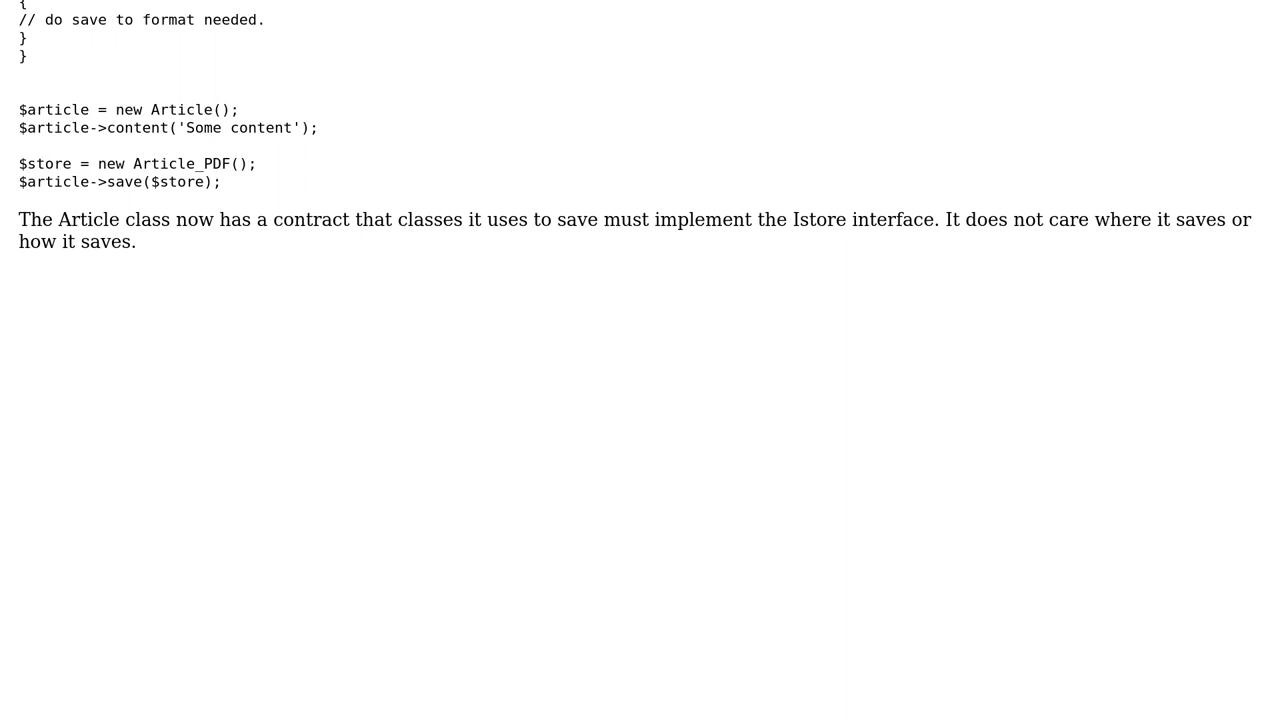 {
// do save to format needed.
}
}
$article = new Article();
$article->content('Some content');
$store = new Article_PDF();
$article->save($store);
The Article class now has a contract that classes it uses to save must implement the Istore interface. It does not care where it saves or
how it saves.